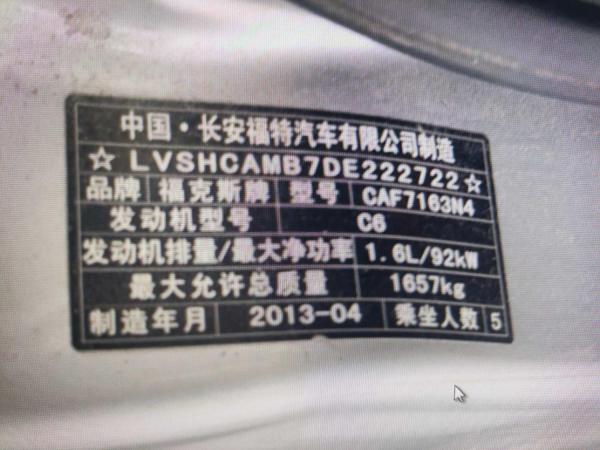 中国·长安福特汽车有限公司制造
☆LVSHCAMB7DE222722☆
品牌 福克斯牌 型号 CAF7163N4
发动机型号 C6
发动机排量/最大净功率 1.6L/92kW
最大允许总质量 1657kg
制造年月 2013-04 乘坐人数 5